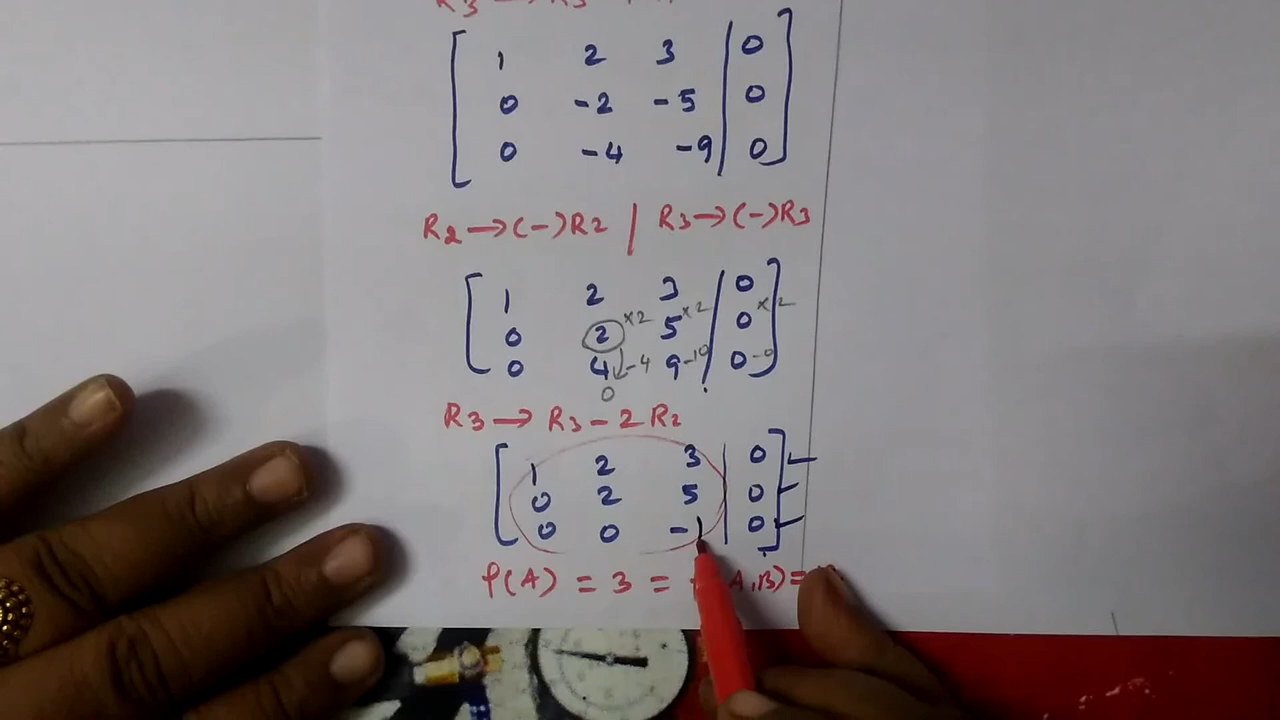 1 2 3 | 0
0 -2 -5 | 0
0 -4 -9 | 0
R2 → (-)R2 | R3 → (-)R3
1 2 3 | 0
0 2 ×2 5 ×2 | 0 ×2
0 4 -4 9 -10 | 0 -0
0
R3 → R3 - 2 R2
1 2 3 | 0
0 2 5 | 0
0 0 -1 | 0
ρ(A) = 3 = A,B) =